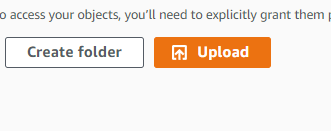 o access your objects, you'll need to explicitly grant them
Create folder
Upload